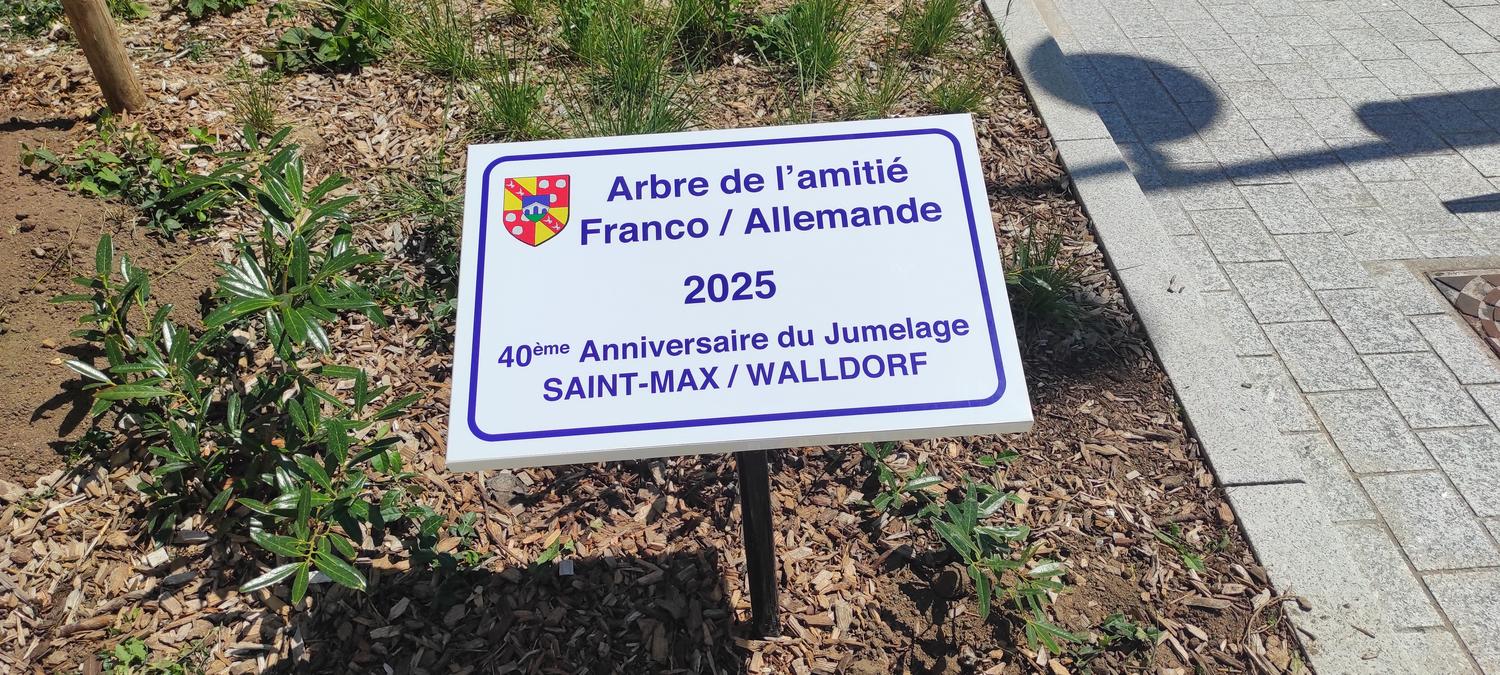 Arbre de l'amitié
Franco / Allemande
2025
40ème Anniversaire du Jumelage
SAINT-MAX / WALLDORF